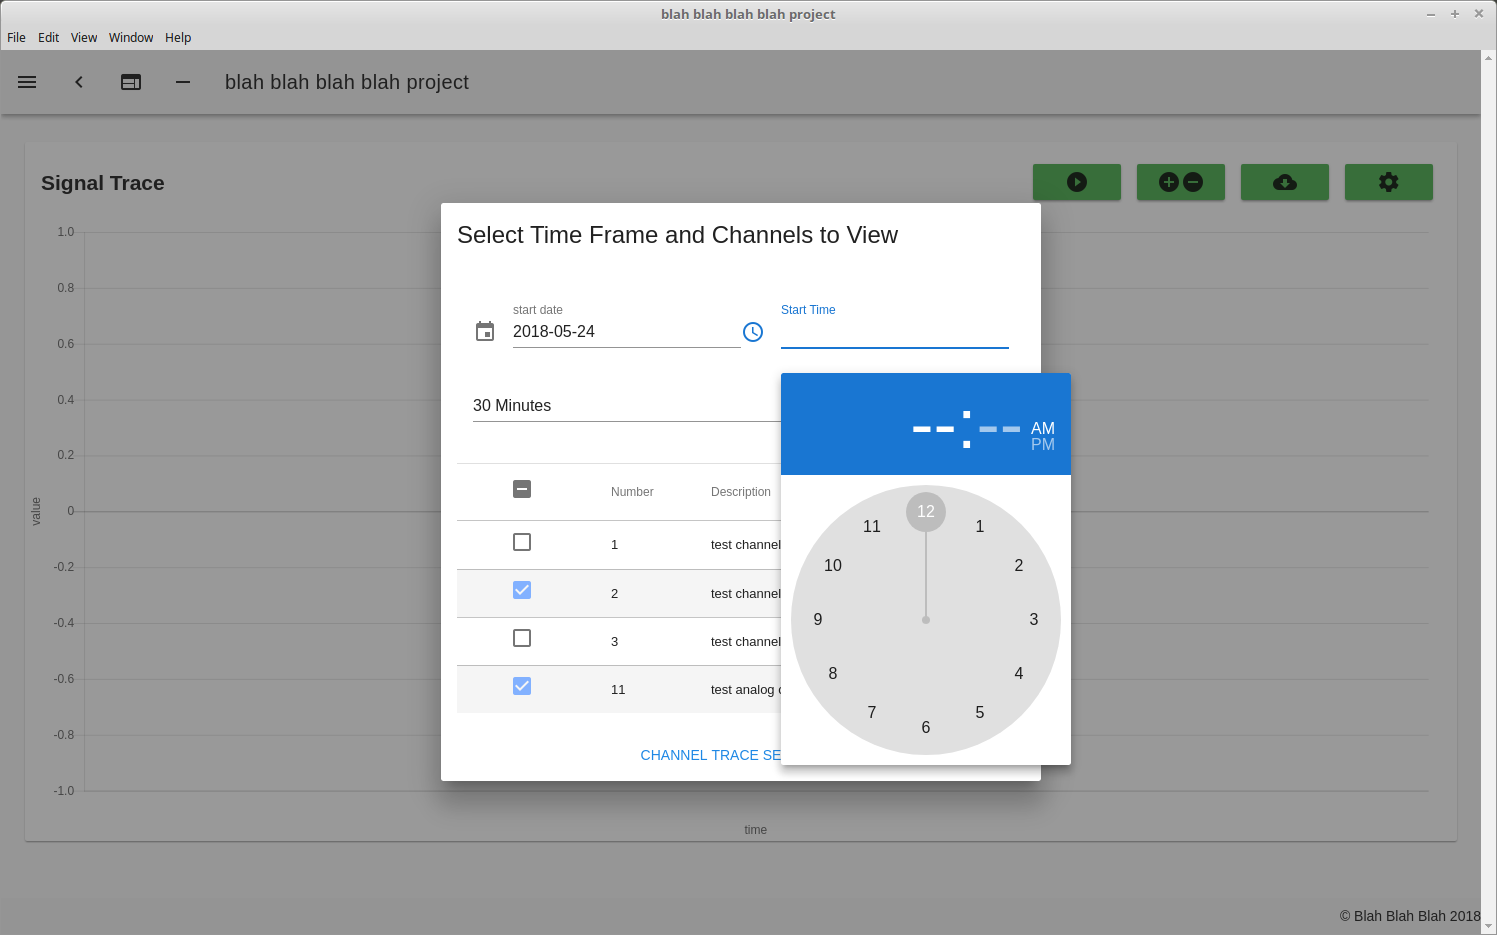 blah blah blah blah project
File Edit View Window Help
blah blah blah blah project
Signal Trace
1.0
0.8
0.6
0.4
0.2
0
-0.2
-0.4
-0.6
-0.8
-1.0
value
time
Select Time Frame and Channels to View
start date
2018-05-24
Start Time
30 Minutes
--:-- AM
PM
12
1
2
3
4
5
6
7
8
9
10
11
Number Description
1 test channel
2 test channel
3 test channel
11 test analog
CHANNEL TRACE SE
© Blah Blah Blah 2018